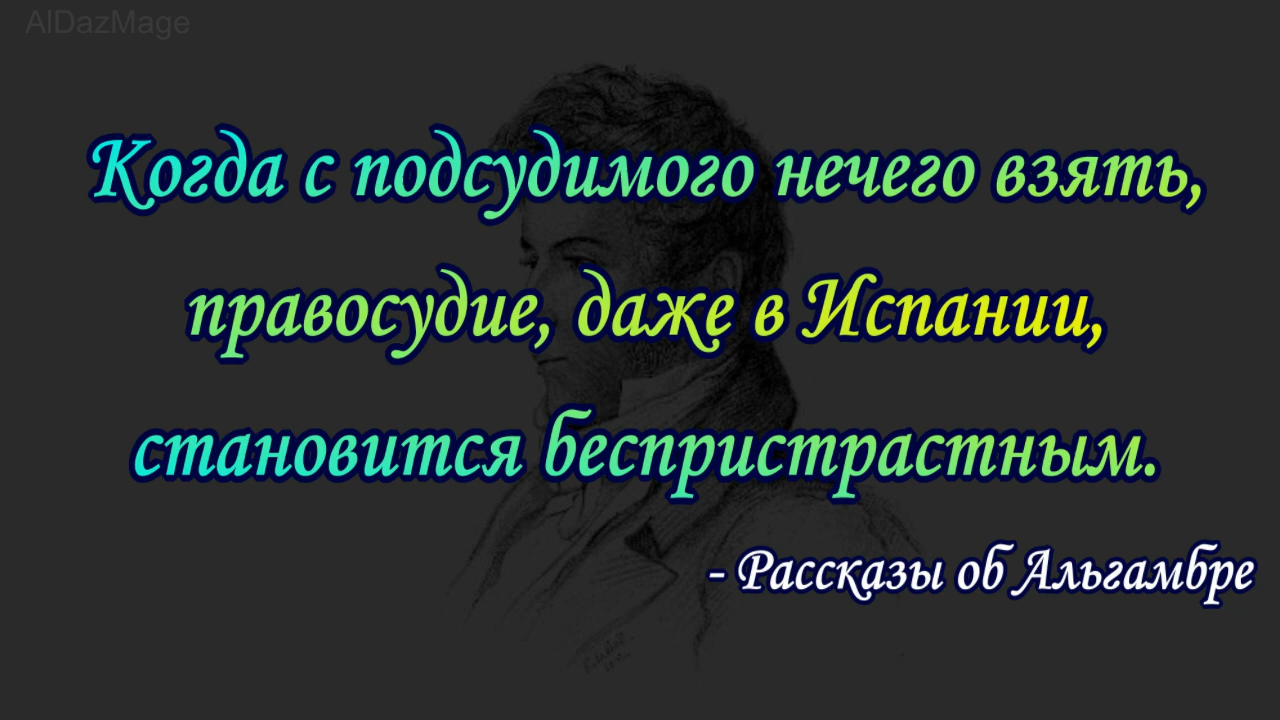 AlDazMage
Когда с подсудимого нечего взять,
правосудие, даже в Испании,
становится беспристрастным.
- Рассказы об Альгамбре